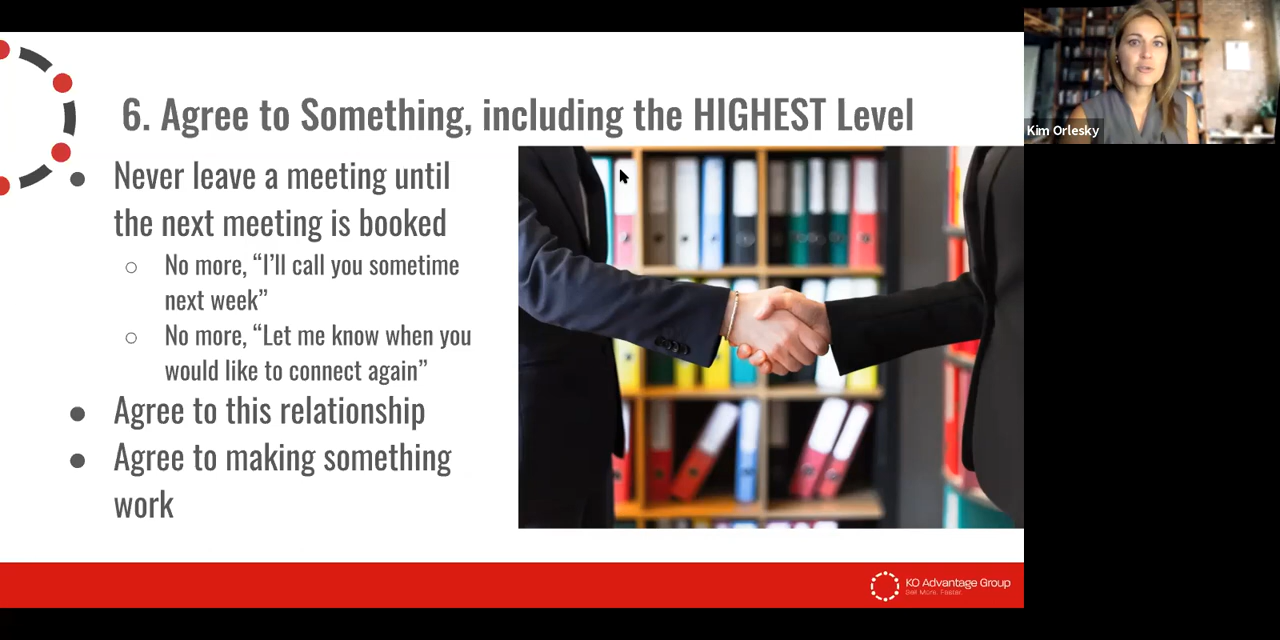 6. Agree to Something, including the HIGHEST Level
● Never leave a meeting until
the next meeting is booked
○ No more, “I’ll call you sometime
next week”
○ No more, “Let me know when you
would like to connect again”
● Agree to this relationship
● Agree to making something
work
KO Advantage Group
Sell More. Faster.
Kim Orlesky